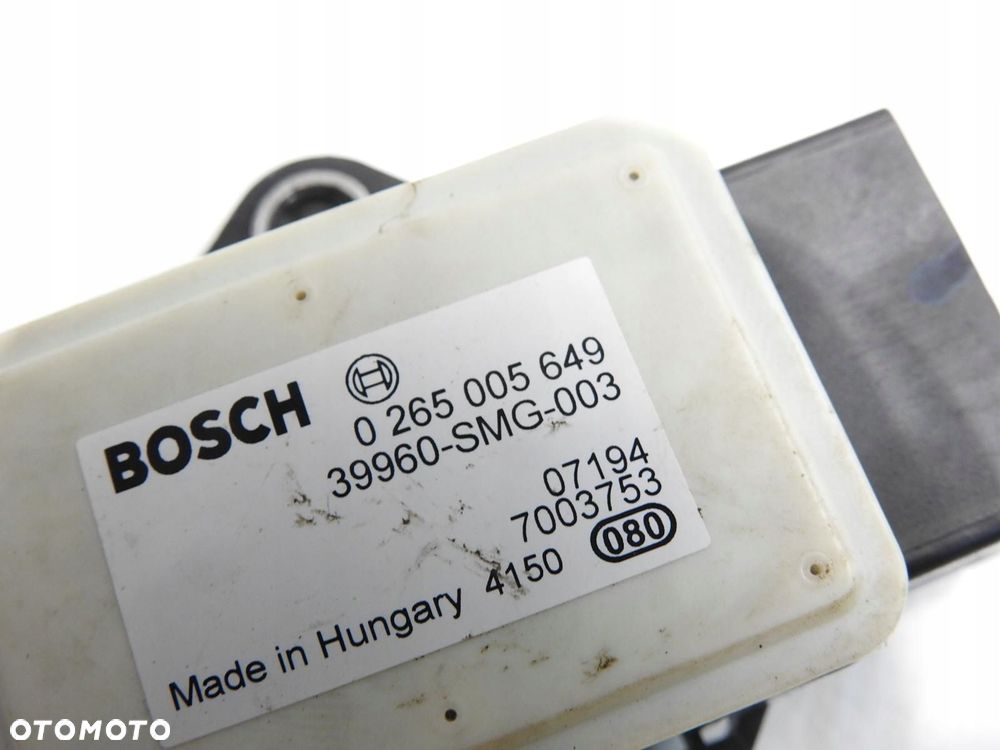 BOSCH
0 265 005 649
39960-SMG-003
07194
7003753
Made in Hungary 4150 080
OTOMOTO